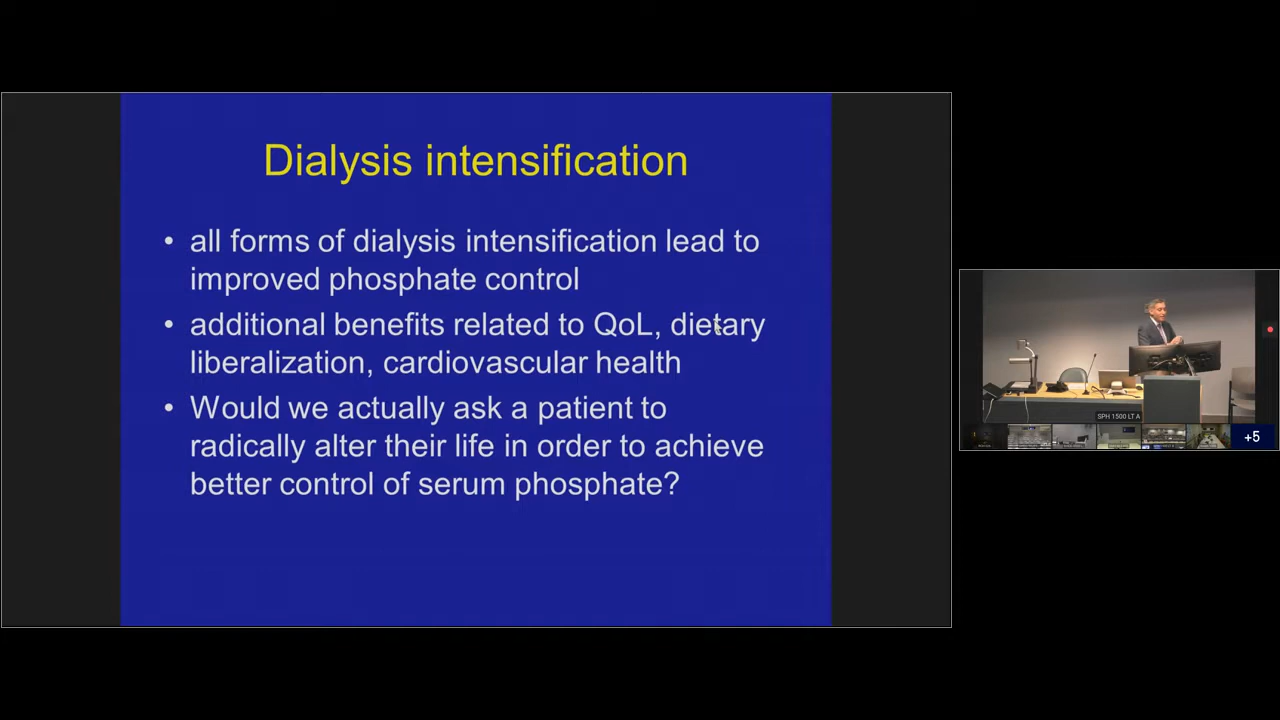 Dialysis intensification
• all forms of dialysis intensification lead to
improved phosphate control
• additional benefits related to QoL, dietary
liberalization, cardiovascular health
• Would we actually ask a patient to
radically alter their life in order to achieve
better control of serum phosphate?
SPH 1500 LT A
+5